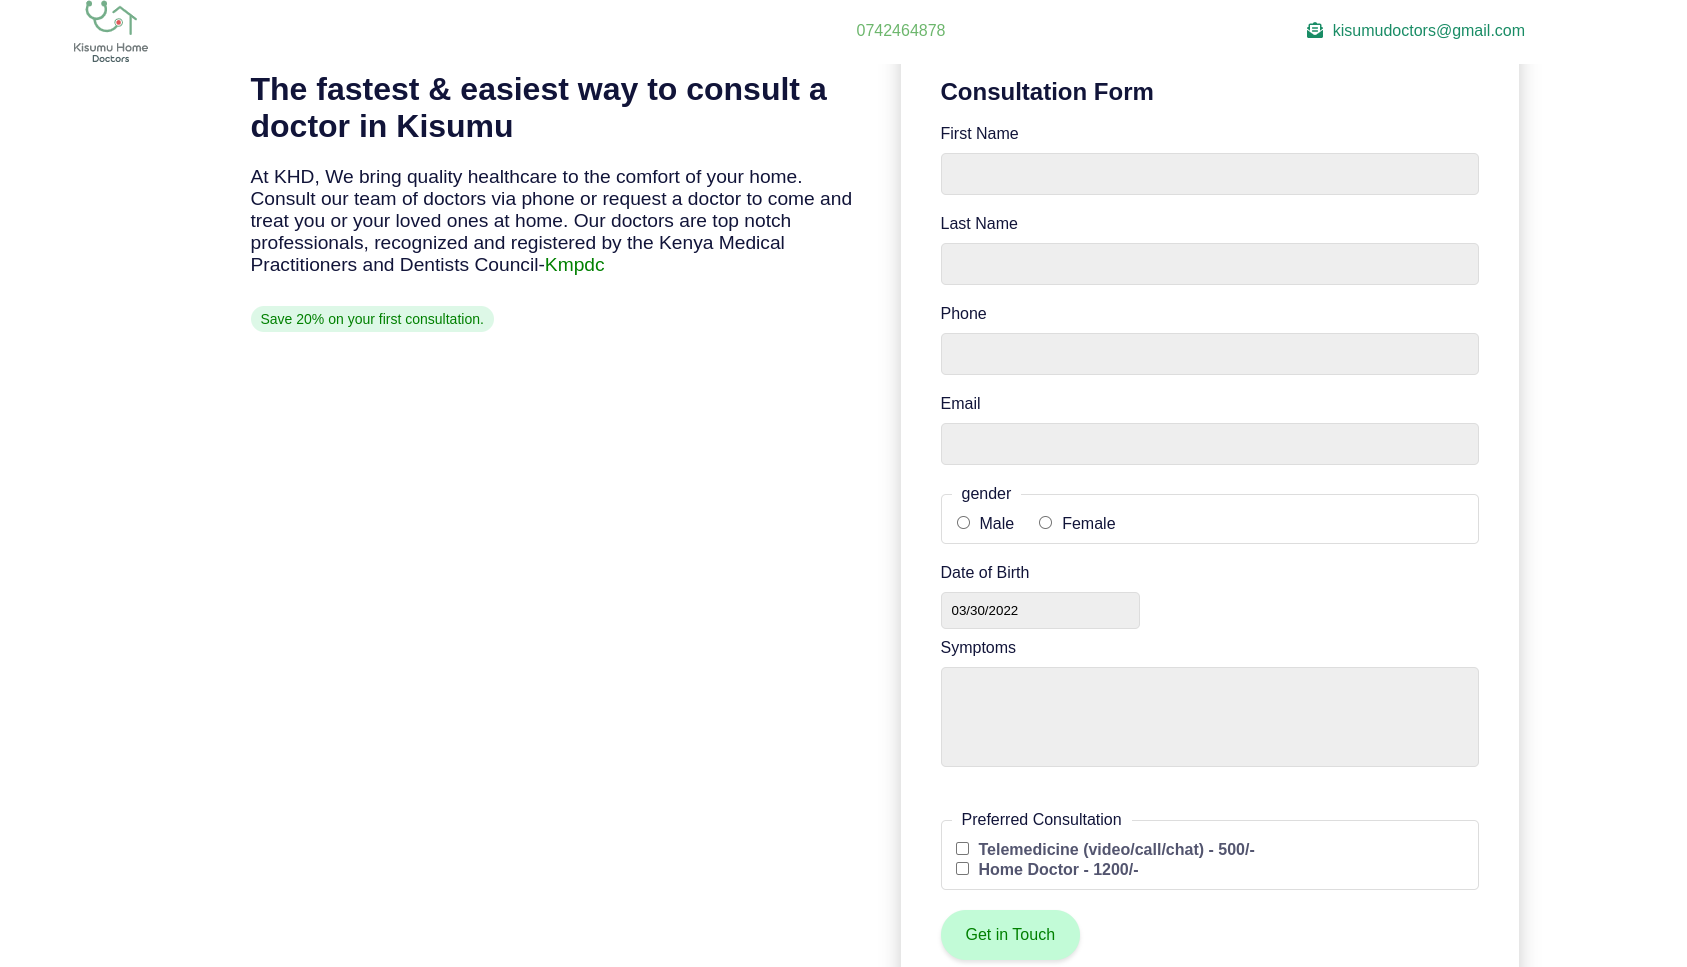 Kisumu Home
Doctors
0742464878
kisumudoctors@gmail.com
The fastest & easiest way to consult a
doctor in Kisumu
At KHD, We bring quality healthcare to the comfort of your home.
Consult our team of doctors via phone or request a doctor to come and
treat you or your loved ones at home. Our doctors are top notch
professionals, recognized and registered by the Kenya Medical
Practitioners and Dentists Council-Kmpdc
Save 20% on your first consultation.
Consultation Form
First Name
Last Name
Phone
Email
gender
Male Female
Date of Birth
03/30/2022
Symptoms
Preferred Consultation
Telemedicine (video/call/chat) - 500/-
Home Doctor - 1200/-
Get in Touch